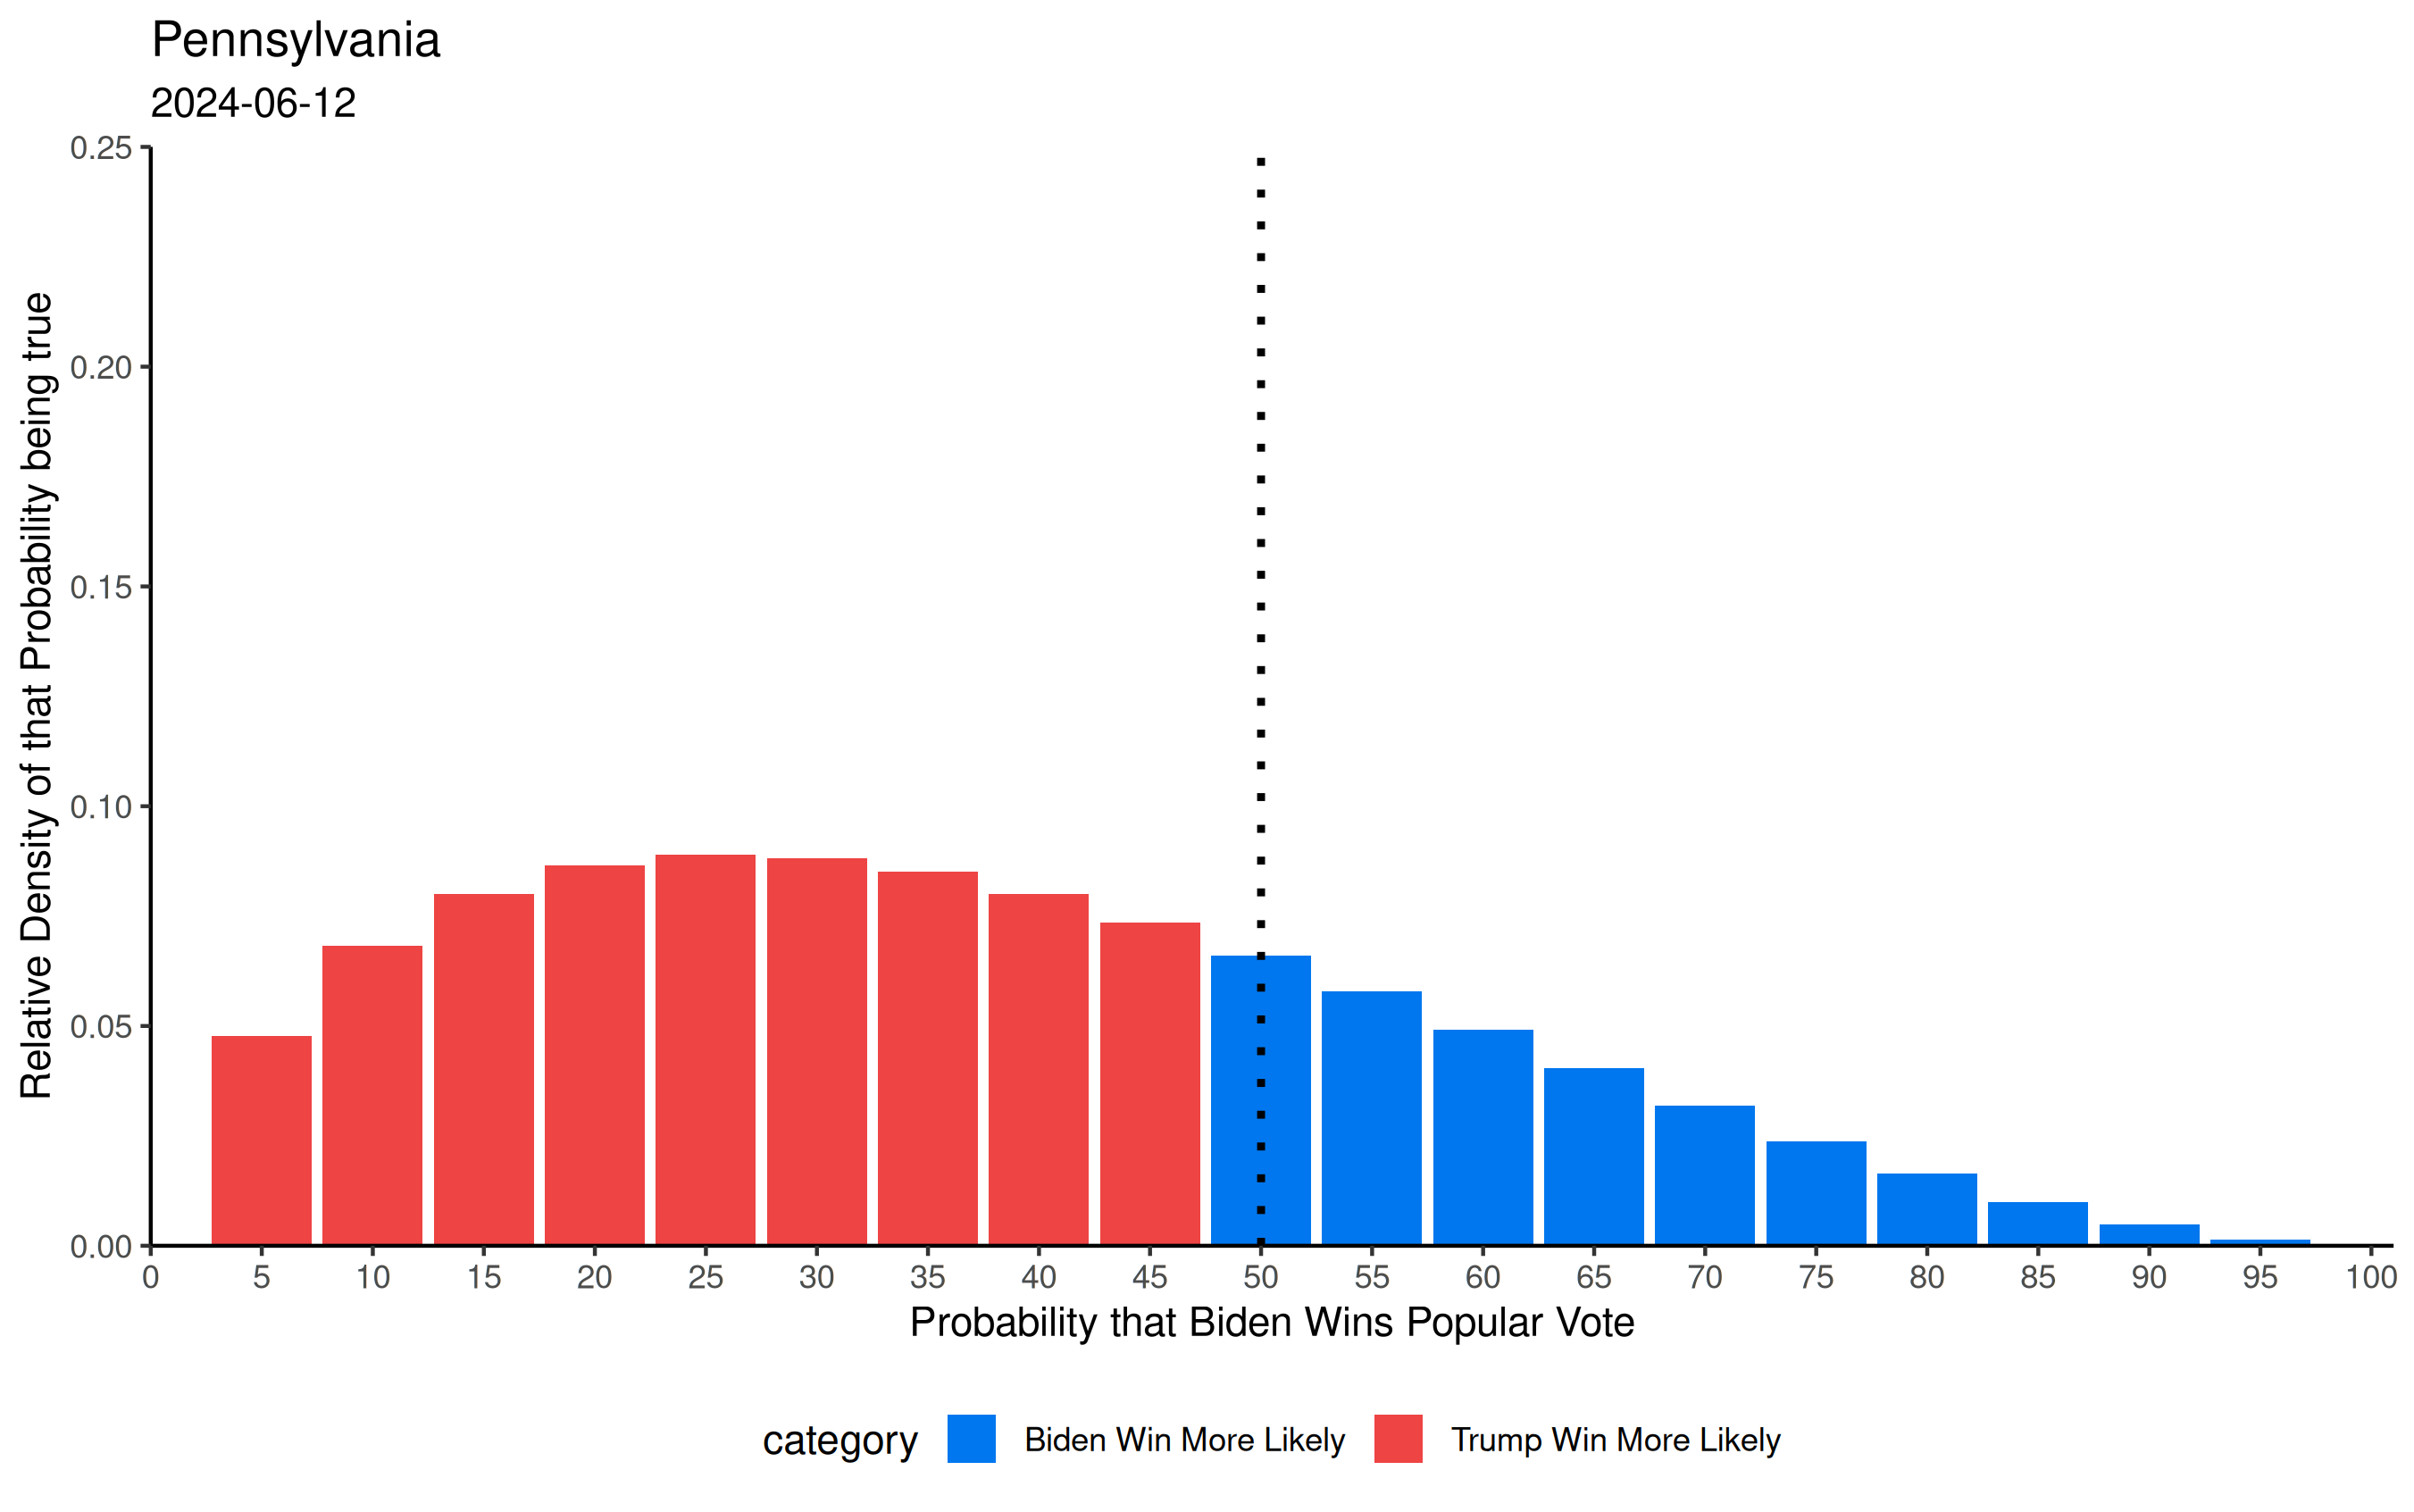 Pennsylvania
2024-06-12
Relative Density of that Probability being true
0.25
0.20
0.15
0.10
0.05
0.00
0 5 10 15 20 25 30 35 40 45 50 55 60 65 70 75 80 85 90 95 100
Probability that Biden Wins Popular Vote
category Biden Win More Likely Trump Win More Likely